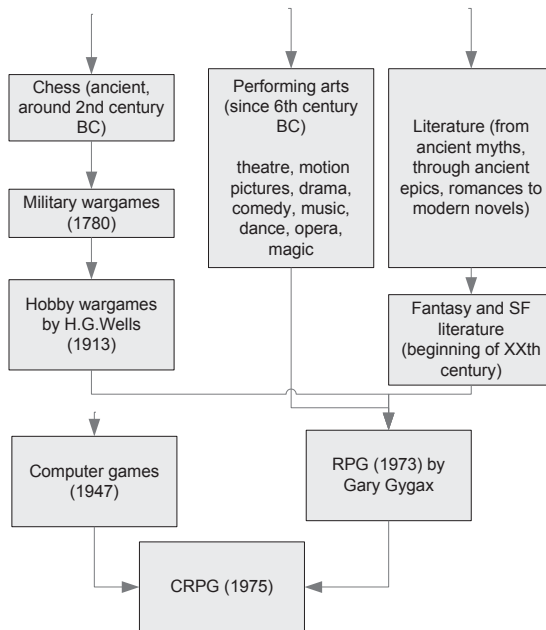 Chess (ancient,
around 2nd century
BC)
Military wargames
(1780)
Hobby wargames
by H.G.Wells
(1913)
Performing arts
(since 6th century
BC)
theatre, motion
pictures, drama,
comedy, music,
dance, opera,
magic
Literature (from
ancient myths,
through ancient
epics, romances to
modern novels)
Fantasy and SF
literature
(beginning of XXth
century)
Computer games
(1947)
RPG (1973) by
Gary Gygax
CRPG (1975)